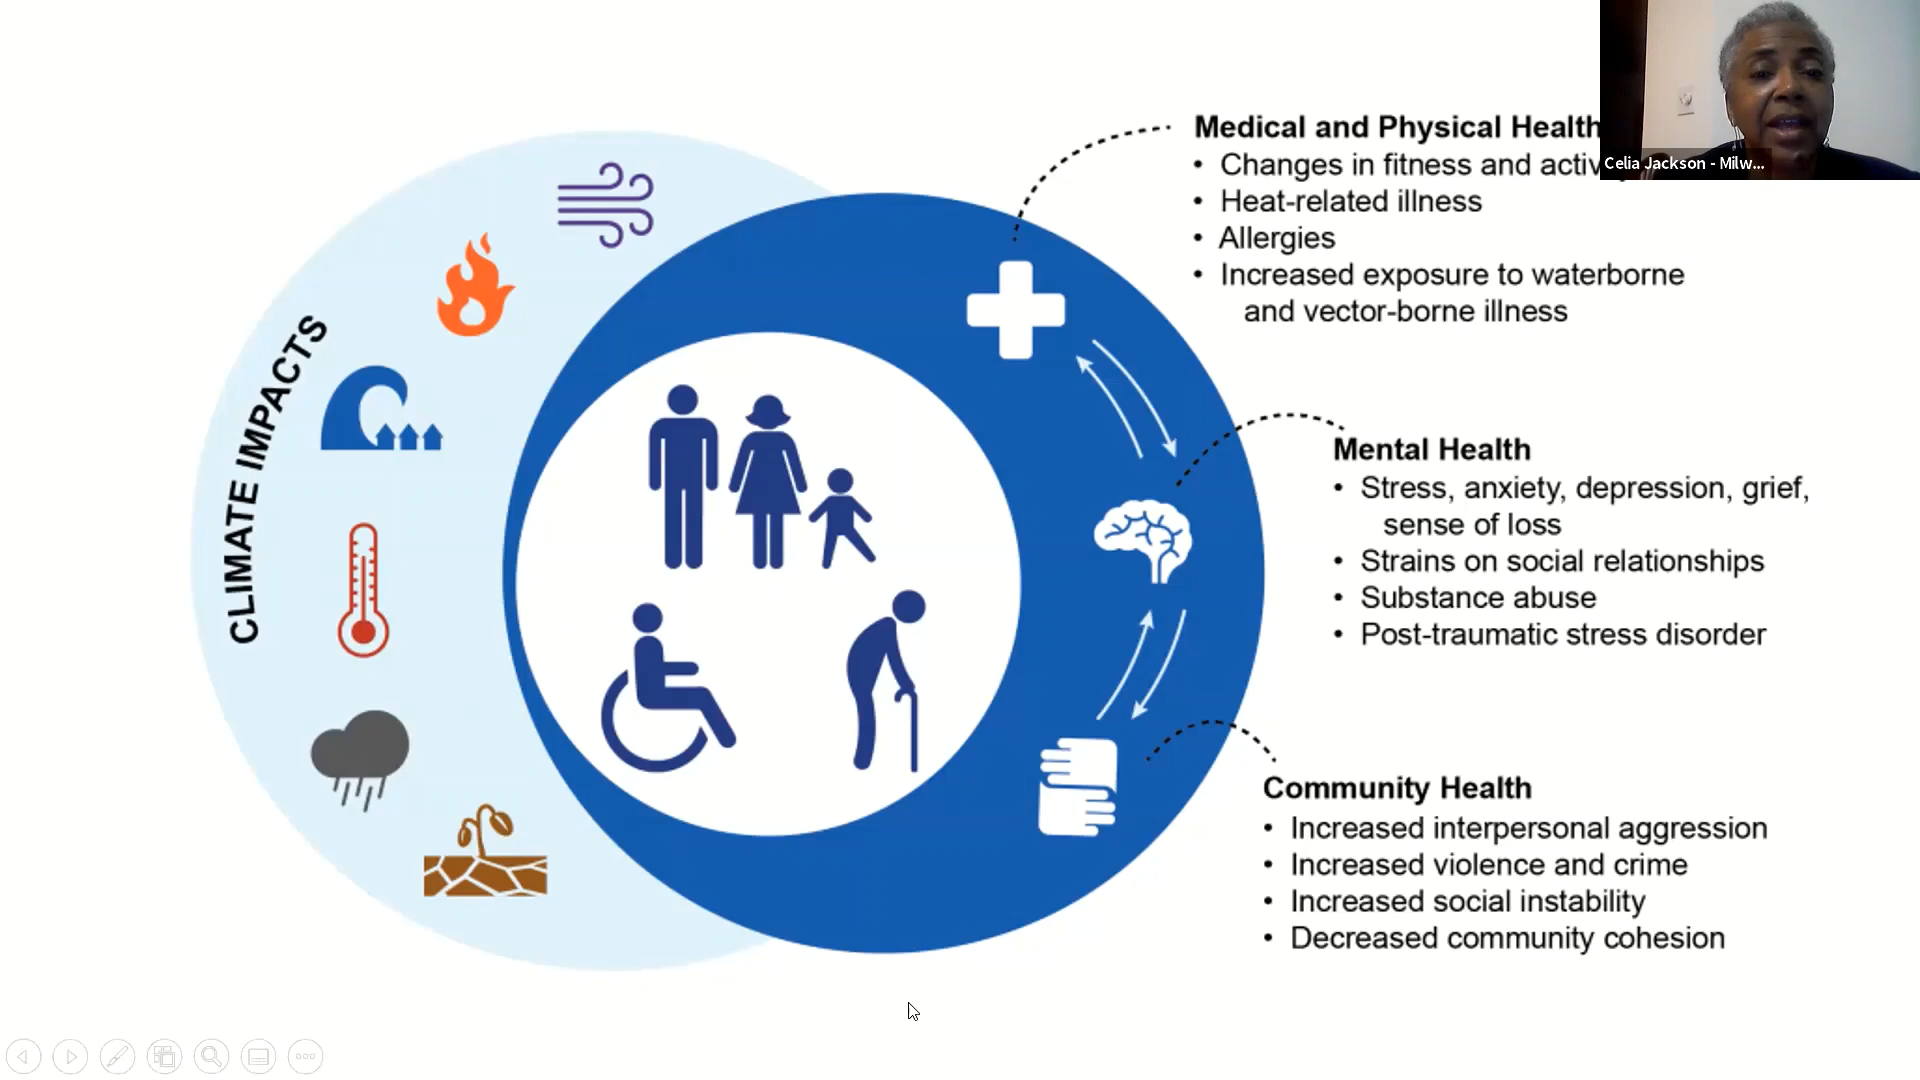 CLIMATE IMPACTS
Medical and Physical Health
• Changes in fitness and
• Heat-related illness
• Allergies
• Increased exposure to waterborne
and vector-borne illness
Mental Health
• Stress, anxiety, depression, grief,
sense of loss
• Strains on social relationships
• Substance abuse
• Post-traumatic stress disorder
Community Health
• Increased interpersonal aggression
• Increased violence and crime
• Increased social instability
• Decreased community cohesion
Celia Jackson - Milw...